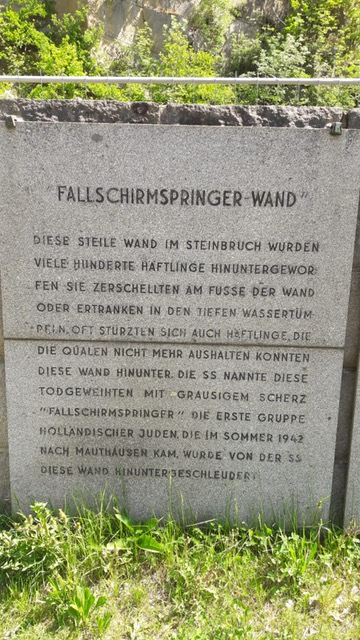 "FALLSCHIRMSPRINGER-WAND"
DIESE STEILE WAND IM STEINBRUCH WURDEN
VIELE HUNDERTE HÄFTLINGE HINUNTERGEWOR:
FEN SIE ZERSCHELLTEN AM FUSSE DER WAND
ODER ERTRANKEN IN DEN TIEFEN WASSERTÜM:
PELN. OFT STÜRZTEN SICH AUCH HÄFTLINGE, DIE
DIE QUALEN NICHT MEHR AUSHALTEN KONNTEN
DIESE WAND HINUNTER. DIE SS NANNTE DIESE
TODGEWEIHTEN MIT GRAUSIGEM SCHERZ
"FALLSCHIRMSPRINGER" DIE ERSTE GRUPPE
HOLLÄNDISCHER JUDEN, DIE IM SOMMER 1942
NACH MAUTHAUSEN KAM, WURDE VON DER SS
DIESE WAND HINUNTERGESCHLEUDERT